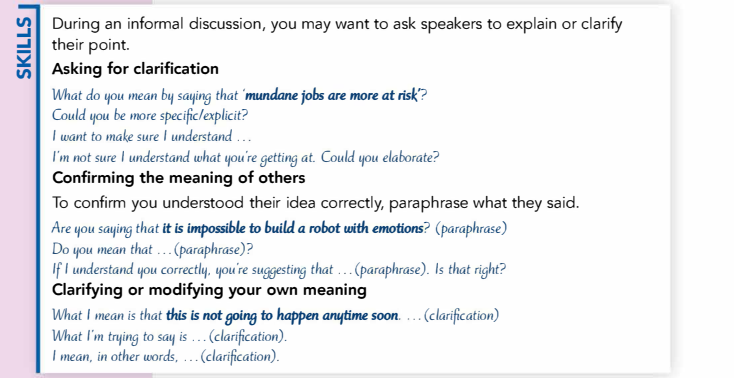 SKILLS
During an informal discussion, you may want to ask speakers to explain or clarify
their point.
Asking for clarification
What do you mean by saying that 'mundane jobs are more at risk'?
Could you be more specific/explicit?
I want to make sure I understand ...
I'm not sure I understand what you're getting at. Could you elaborate?
Confirming the meaning of others
To confirm you understood their idea correctly, paraphrase what they said.
Are you saying that it is impossible to build a robot with emotions? (paraphrase)
Do you mean that ... (paraphrase)?
If I understand you correctly, you're suggesting that ... (paraphrase). Is that right?
Clarifying or modifying your own meaning
What I mean is that this is not going to happen anytime soon. ... (clarification)
What I'm trying to say is ... (clarification).
I mean, in other words, ... (clarification).